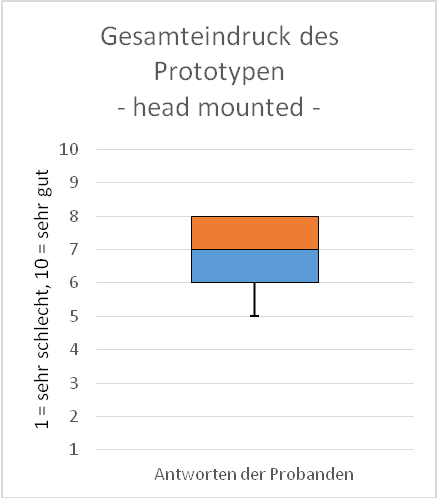 Gesamteindruck des
Prototypen
- head mounted -
1 = sehr schlecht, 10 = sehr gut
10
9
8
7
6
5
4
3
2
1
Antworten der Probanden